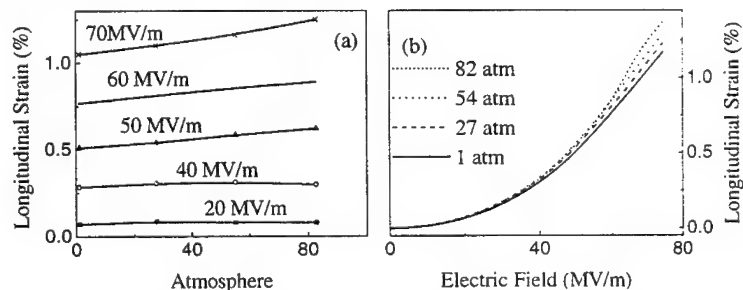 70MV/m
(a)
60 MV/m
50 MV/m
40 MV/m
20 MV/m
Longitudinal Strain (%)
1.0
0.5
0.0
0
40
80
Atmosphere
(b)
82 atm
54 atm
27 atm
1 atm
0
40
60
80
Electric Field (MV/m)
1.0
0.5
0.0
Longitudinal Strain (%)